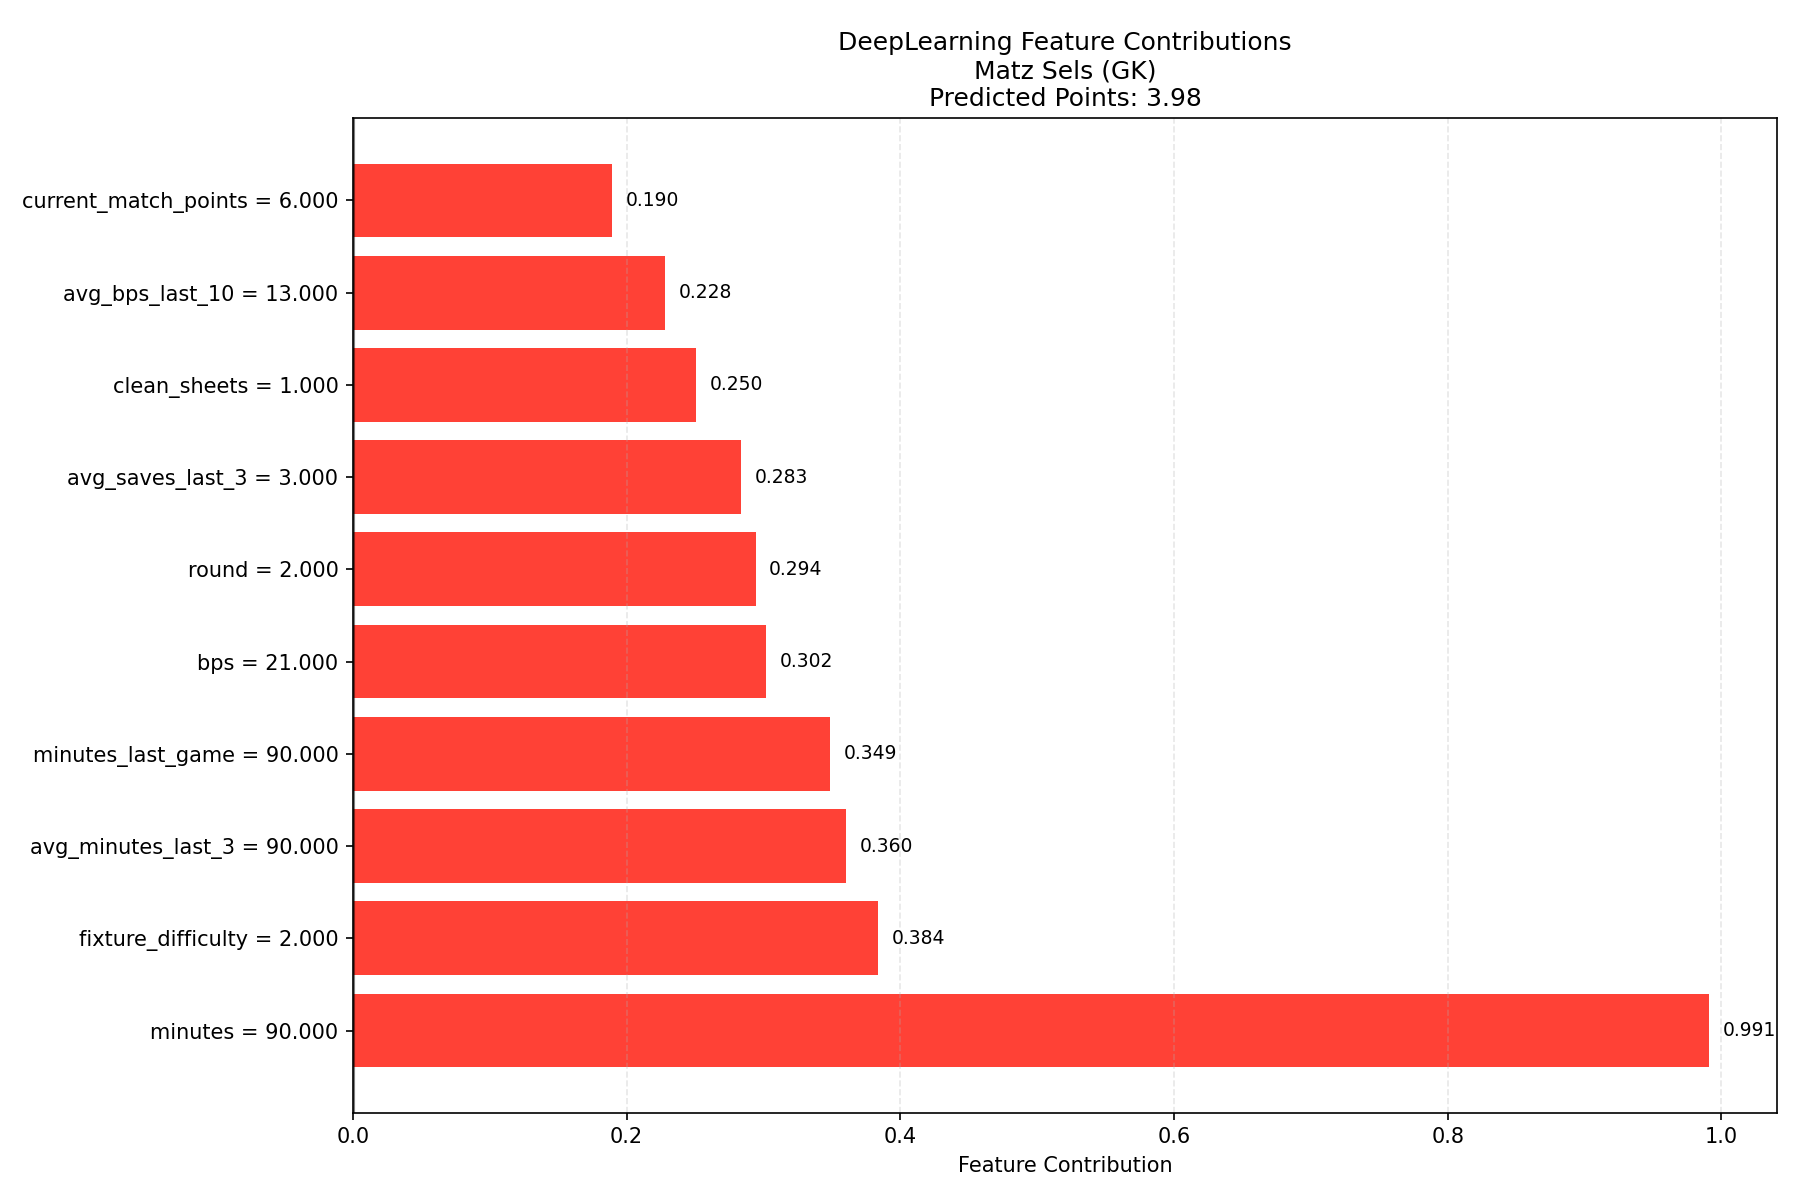 DeepLearning Feature Contributions
Matz Sels (GK)
Predicted Points: 3.98
current_match_points = 6.000
0.190
avg_bps_last_10 = 13.000
0.228
clean_sheets = 1.000
0.250
avg_saves_last_3 = 3.000
0.283
round = 2.000
0.294
bps = 21.000
0.302
minutes_last_game = 90.000
0.349
avg_minutes_last_3 = 90.000
0.360
fixture_difficulty = 2.000
0.384
minutes = 90.000
0.991
0.0 0.2 0.4 0.6 0.8 1.0
Feature Contribution